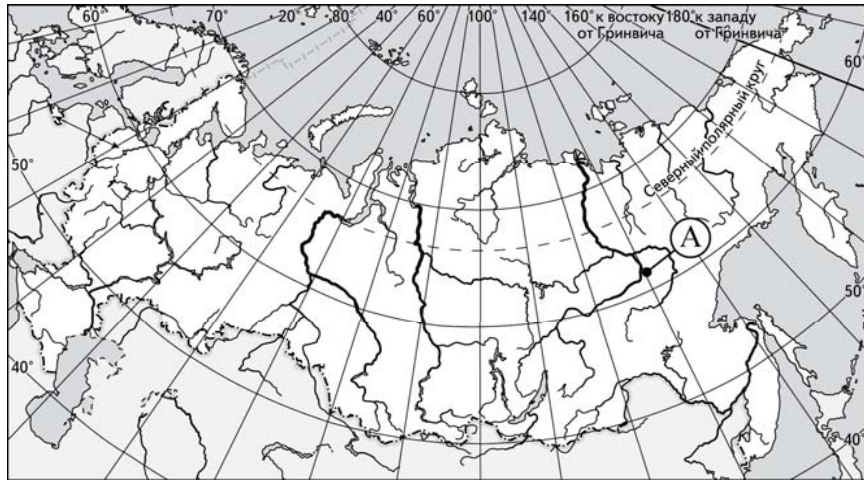 60° 70° 20° 80° 40° 60° 100° 120° 140° 160° к востоку 180° к западу
от Гринвича от Гринвича
60°
50°
Северный полярный круг
А
50°
40°
40°